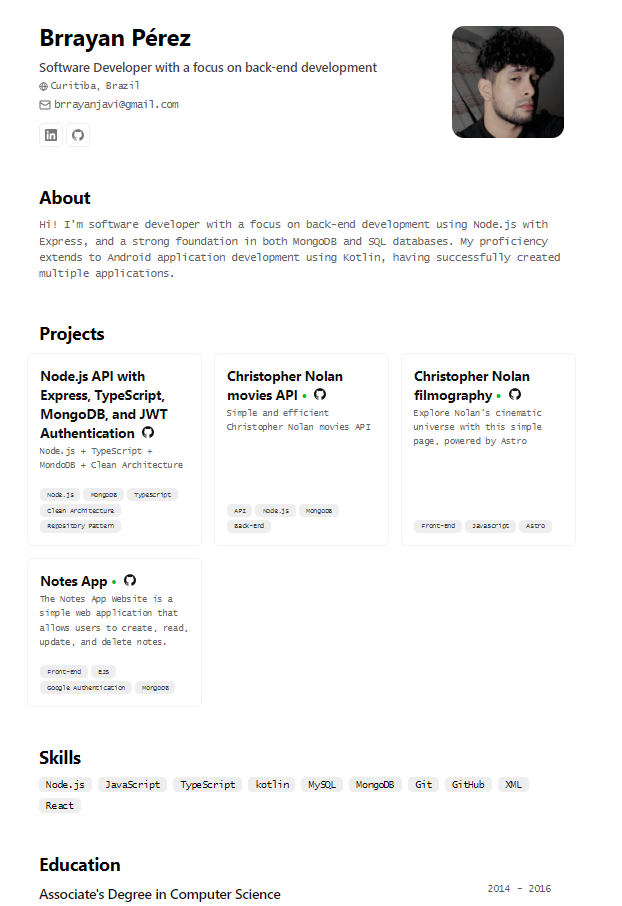 Brrayan Pérez
Software Developer with a focus on back-end development
Curitiba, Brazil
brrayanjavi@gmail.com
About
Hi! I'm software developer with a focus on back-end development using Node.js with
Express, and a strong foundation in both MongoDB and SQL databases. My proficiency
extends to Android application development using Kotlin, having successfully created
multiple applications.
Projects
Node.js API with
Express, TypeScript,
MongoDB, and JWT
Authentication
Node.js + TypeScript +
MondoDB + Clean Architecture
Node.js MongoDB TypeScript
Clean Architecture
Repository Pattern
Christopher Nolan
movies API •
Simple and efficient
Christopher Nolan movies API
API Node.js MongoDB
Back-End
Christopher Nolan
filmography •
Explore Nolan's cinematic
universe with this simple
page, powered by Astro
Front-End JavaScript Astro
Notes App •
The Notes App Website is a
simple web application that
allows users to create, read,
update, and delete notes.
Front-End EJS
Google Authentication MongoDB
Skills
Node.js JavaScript TypeScript kotlin MySQL MongoDB Git GitHub XML
React
Education
Associate's Degree in Computer Science 2014 - 2016